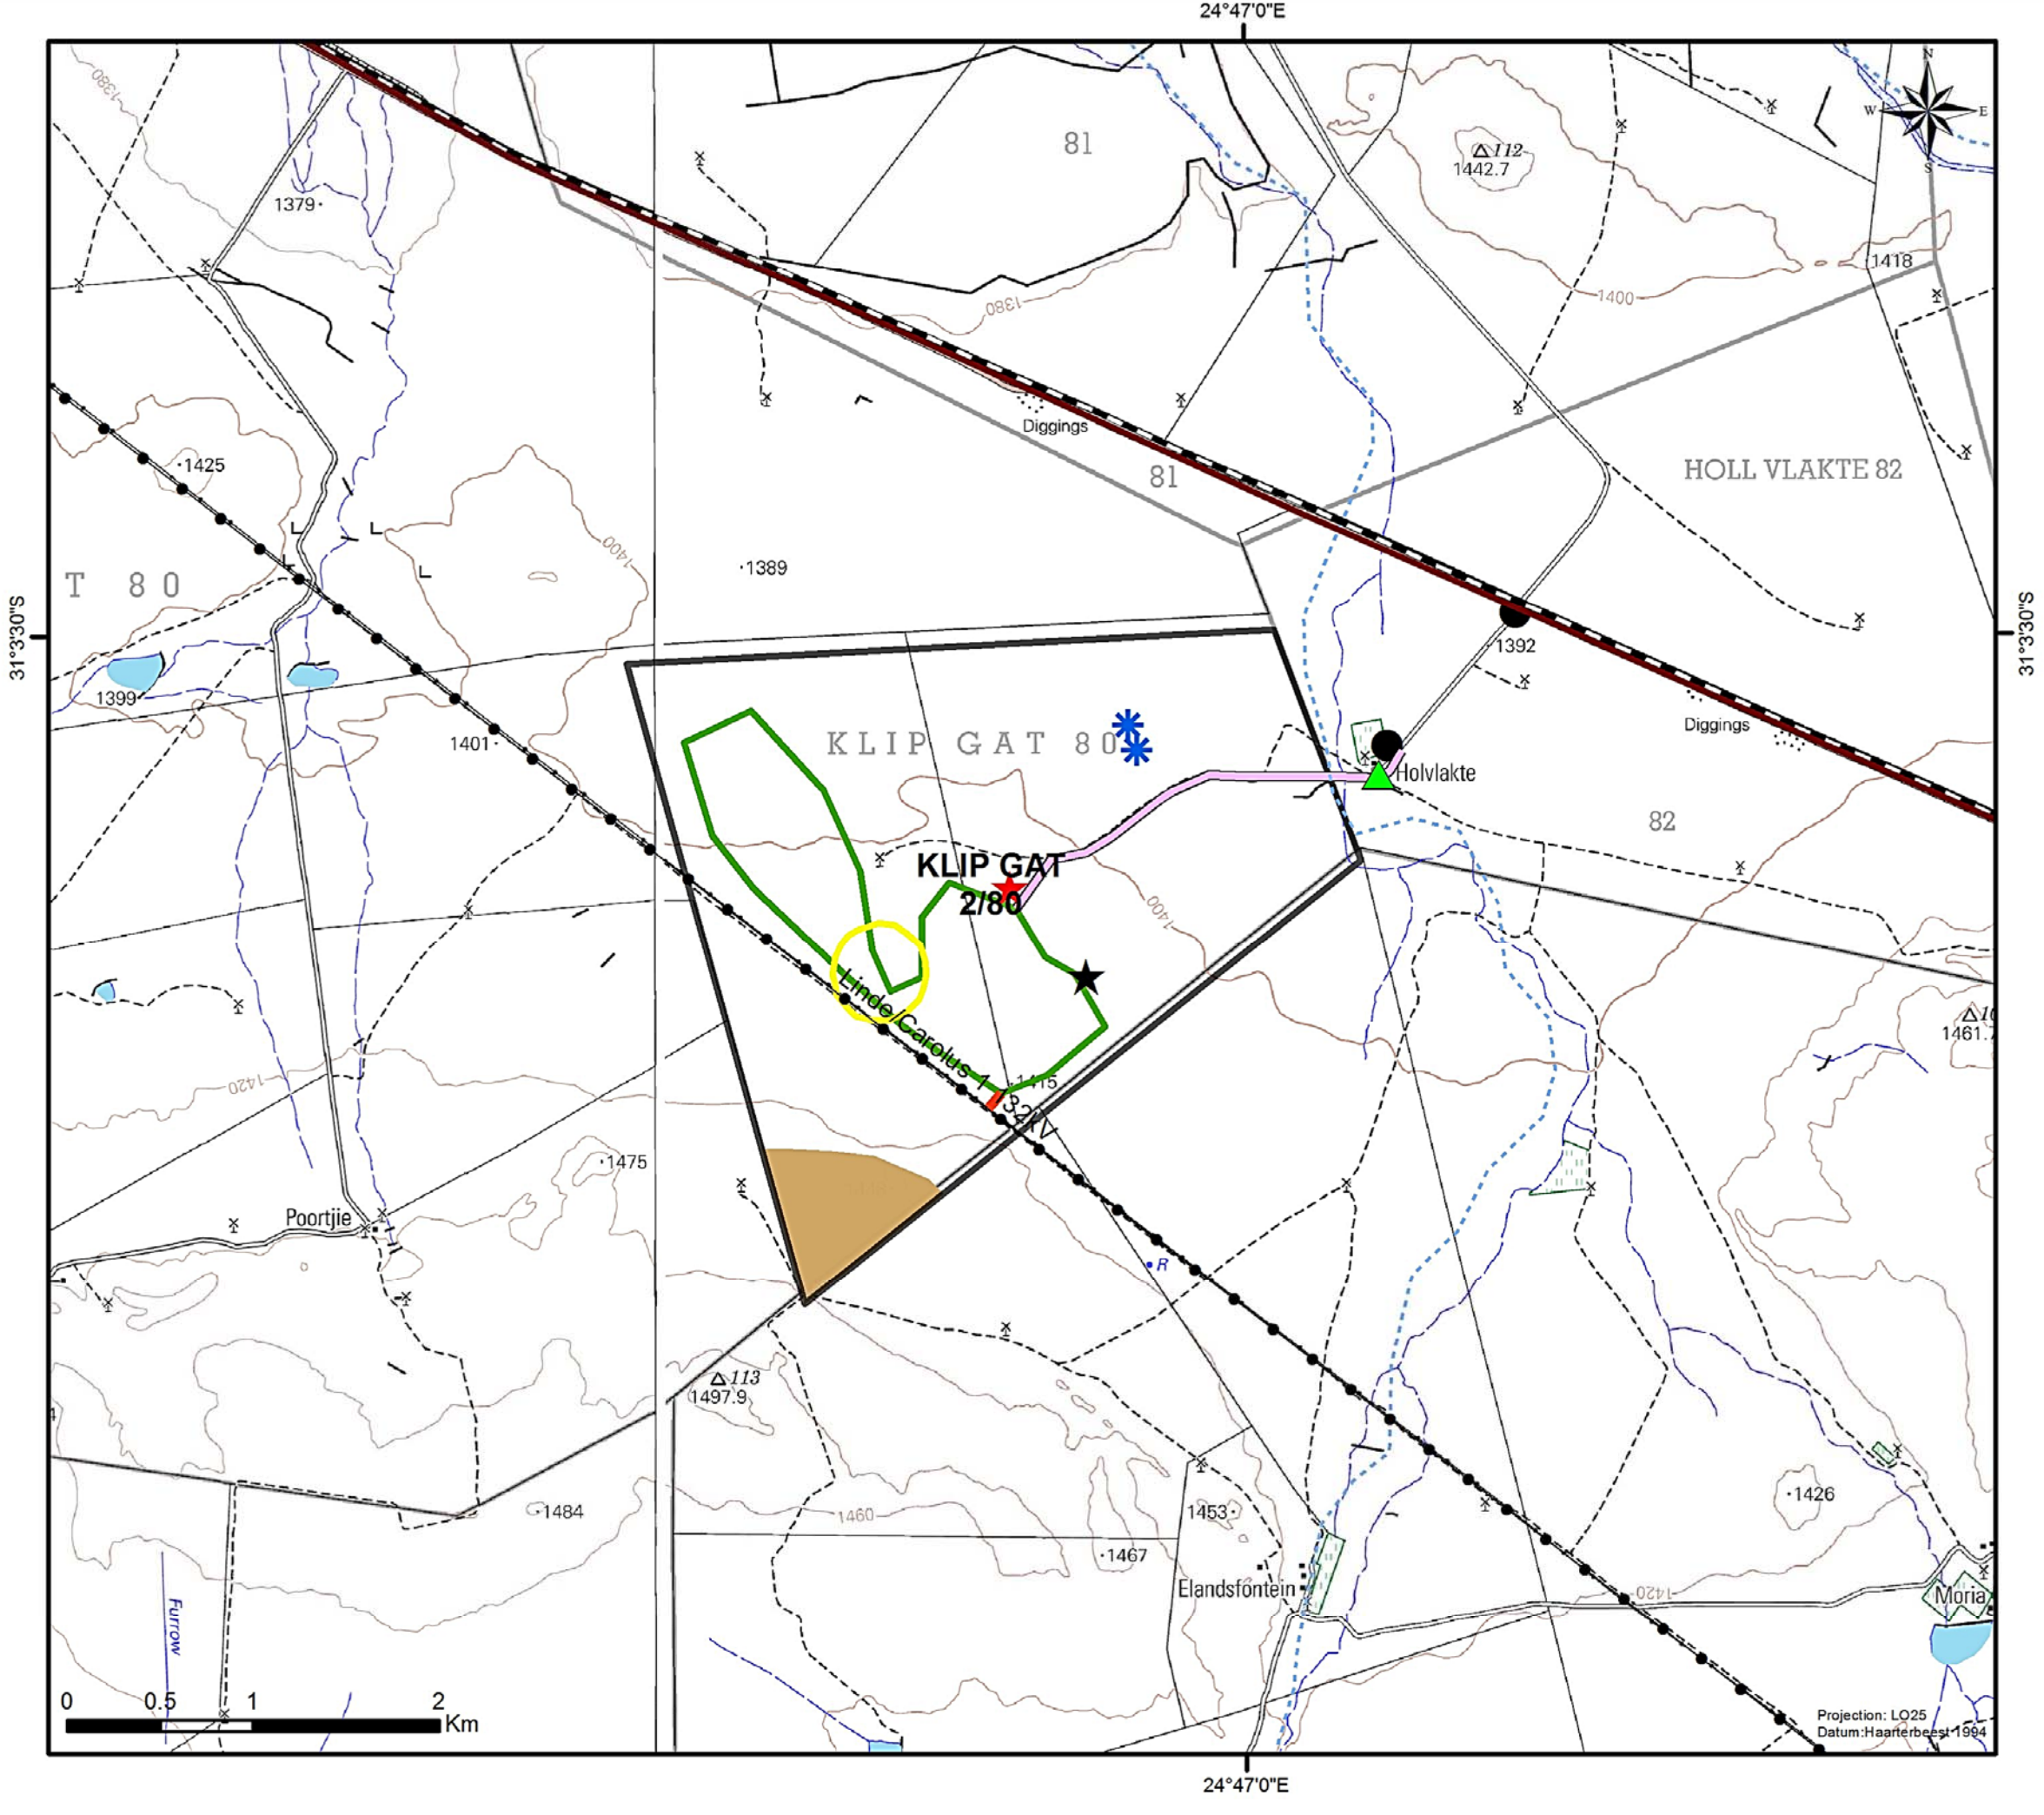 24°47'0"E
1380
N
W
E
S
81
112
1442.7
1379
1418
1400
1380
Diggings
1425
81
HOLL VLAKTE 82
1400
1389
T 80
31°3'30"S
31°3'30"S
1392
1399
1401
KLIP GAT 80
Diggings
Holvlakte
82
KLIP GAT
2/80
1400
Linde/Carolus 1 132kV
1461.
1415
1420
1475
Poortjie
R
113
1497.9
1484
1460
1453
1426
1467
Elandsfontein
1420
Moria
Furrow
0
0.5
1
2
Km
Projection: LO25
Datum:Haarterbeest 1994
24°47'0"E